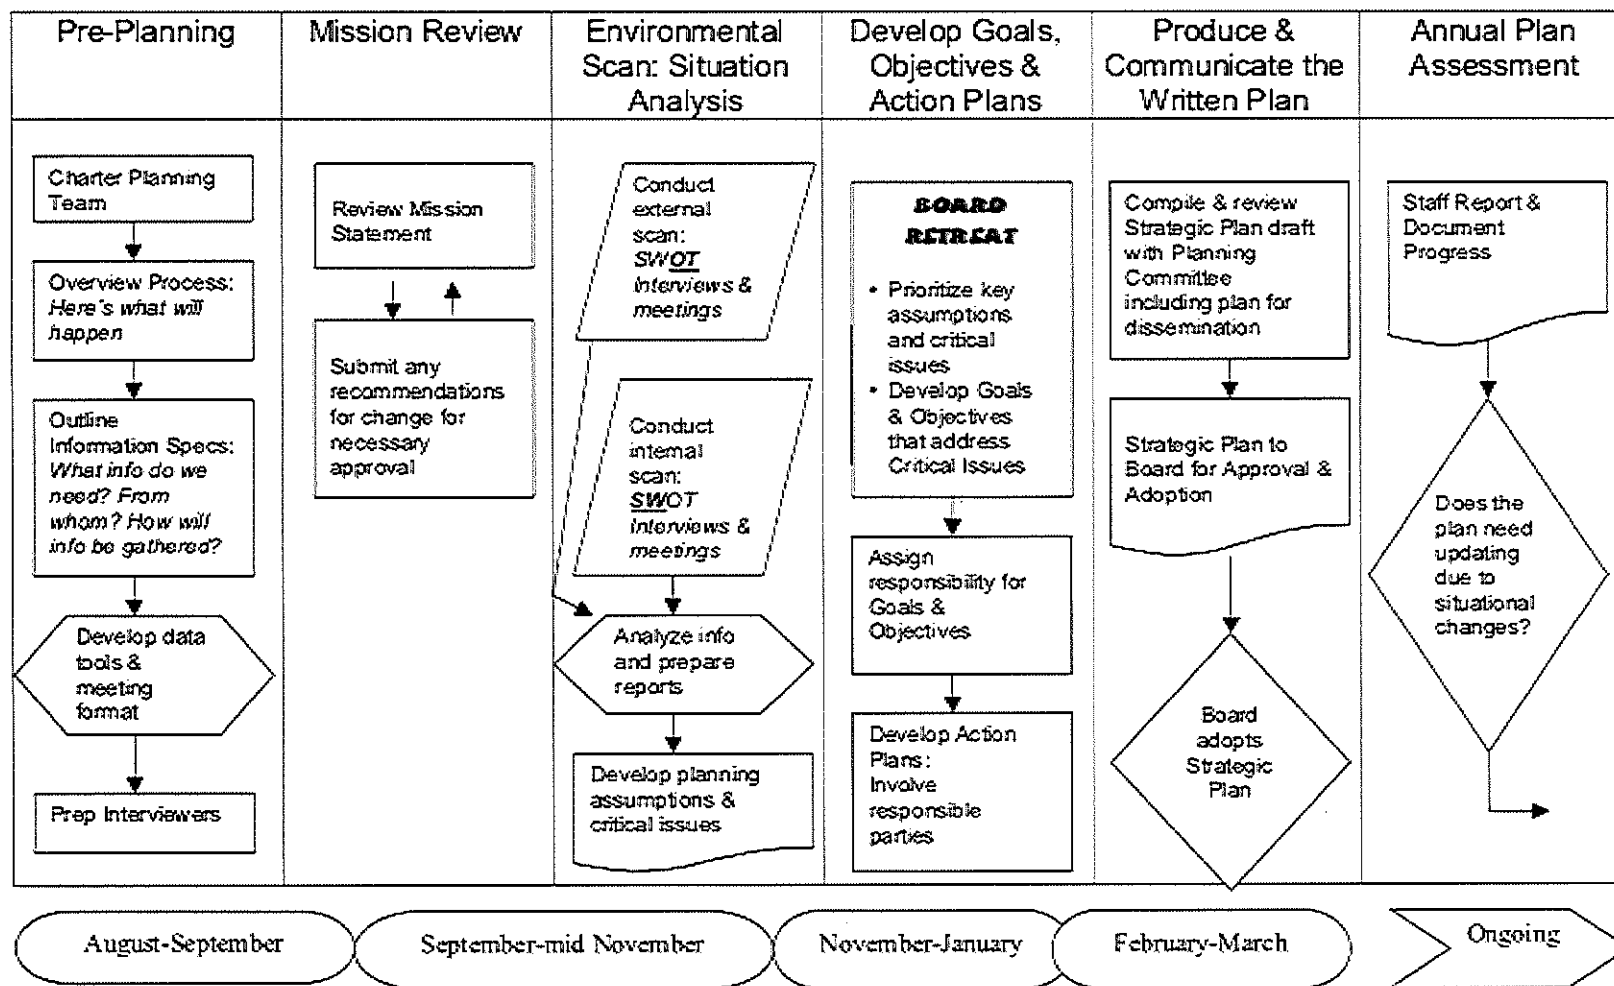 Pre-Planning
Mission Review
Environmental
Scan: Situation
Analysis
Develop Goals,
Objectives &
Action Plans
Produce &
Communicate the
Written Plan
Annual Plan
Assessment
Charter Planning
Team
Overview Process:
Here's what will
happen
Outline
Information Specs:
What info do we
need? From
whom? How will
info be gathered?
Develop data
tools &
meeting
format
Prep Interviewers
Review Mission
Statement
Submit any
recommendations
for change for
necessary
approval
Conduct
external
scan:
SWOT
Interviews &
meetings
Conduct
internal
scan:
SWOT
Interviews &
meetings
Analyze info
and prepare
reports
Develop planning
assumptions &
critical issues
BOARD
RETREAT
• Prioritize key
assumptions
and critical
issues
• Develop Goals
& Objectives
that address
Critical Issues
Assign
responsibility for
Goals &
Objectives
Develop Action
Plans:
Involve
responsible
parties
Compile & review
Strategic Plan draft
with Planning
Committee
including plan for
dissemination
Strategic Plan to
Board for Approval &
Adoption
Board
adopts
Strategic
Plan
Staff Report &
Document
Progress
Does the
plan need
updating
due to
situational
changes?
August-September
September-mid November
November-January
February-March
Ongoing